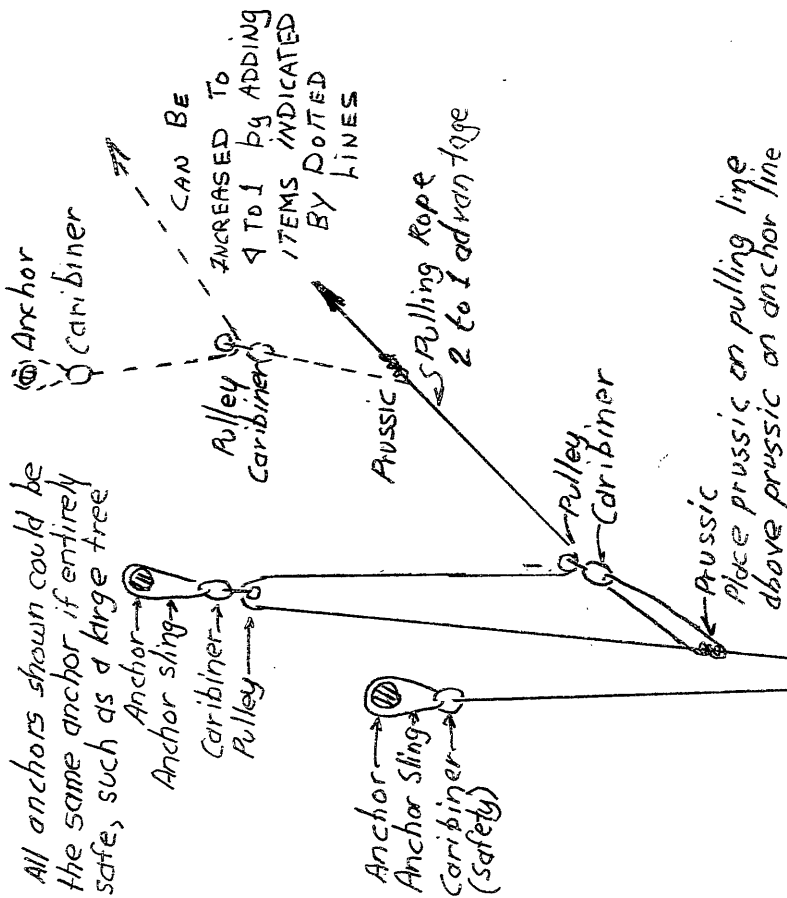 All anchors shown could be
the same anchor if entirely
safe, such as a large tree
Anchor
Caribiner
CAN BE
INCREASED TO
4 TO 1 by ADDING
ITEMS INDICATED
BY DOTTED
LINES
Pulley
Caribiner
Prussic
Pulling Rope
2 to 1 advantage
Anchor
Anchor sling
Caribiner
Pulley
Pulley
Caribiner
Anchor
Anchor sling
Caribiner
(safety)
Prussic
Place prussic on pulling line
above prussic on anchor line